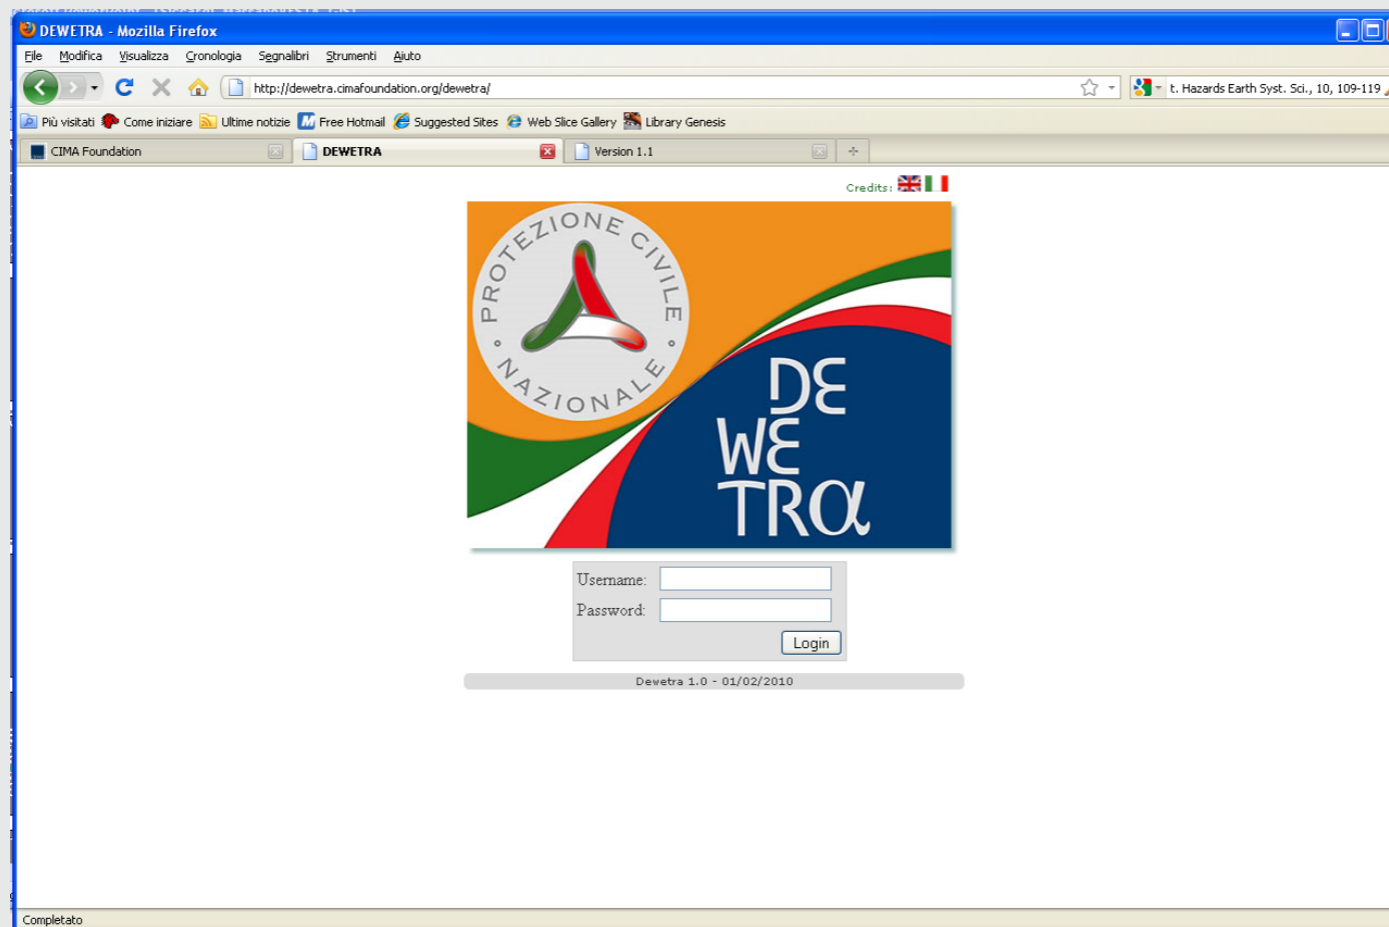 DEWETRA - Mozilla Firefox
File Modifica Visualizza Cronologia Segnalibri Strumenti Aiuto
http://dewetra.cimafoundation.org/dewetra/
t. Hazards Earth Syst. Sci., 10, 109-119
Più visitati Come iniziare Ultime notizie Free Hotmail Suggested Sites Web Slice Gallery Library Genesis
CIMA Foundation DEWETRA Version 1.1
Credits:
PROTEZIONE CIVILE
NAZIONALE
DE
WE
TRα
Username:
Password:
Login
Dewetra 1.0 - 01/02/2010
Completato